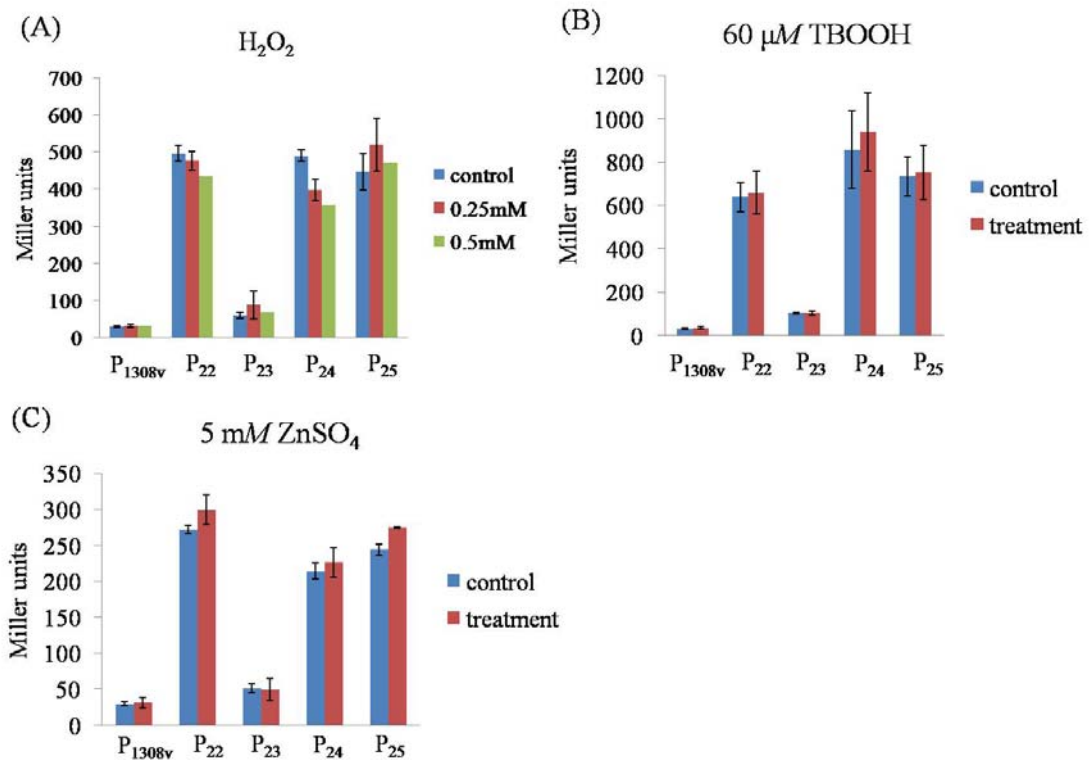 (A)
H₂O₂
700
600
500
400
300
200
100
0
Miller units
P₁₃₀₈ᵥ P₂₂ P₂₃ P₂₄ P₂₅
control
0.25mM
0.5mM
(B)
60 µM TBOOH
1200
1000
800
600
400
200
0
Miller units
P₁₃₀₈ᵥ P₂₂ P₂₃ P₂₄ P₂₅
control
treatment
(C)
5 mM ZnSO₄
350
300
250
200
150
100
50
0
Miller units
P₁₃₀₈ᵥ P₂₂ P₂₃ P₂₄ P₂₅
control
treatment